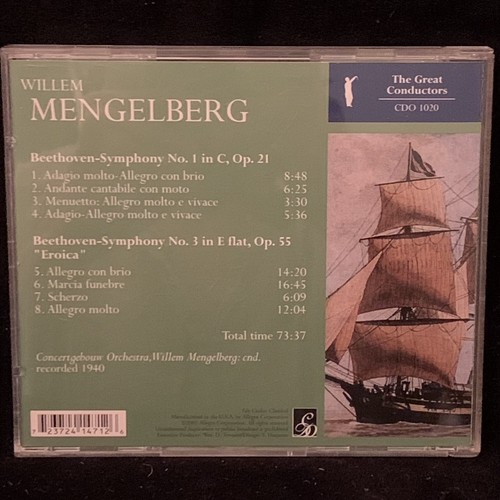 WILLEM
MENGELBERG
The Great
Conductors
CDO 1020
Beethoven-Symphony No. 1 in C, Op. 21
1. Adagio molto-Allegro con brio 8:48
2. Andante cantabile con moto 6:25
3. Menuetto: Allegro molto e vivace 3:30
4. Adagio-Allegro molto e vivace 5:36
Beethoven-Symphony No. 3 in E flat, Op. 55
"Eroica"
5. Allegro con brio 14:20
6. Marcia funebre 16:45
7. Scherzo 6:09
8. Allegro molto 12:04
Total time 73:37
Concertgebouw Orchestra,Willem Mengelberg: cnd.
recorded 1940
7 23724 14712 6